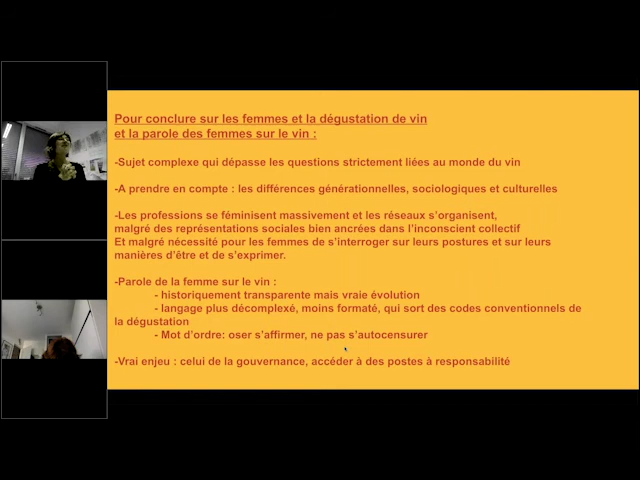 Pour conclure sur les femmes et la dégustation de vin
et la parole des femmes sur le vin :
-Sujet complexe qui dépasse les questions strictement liées au monde du vin
-A prendre en compte : les différences générationnelles, sociologiques et culturelles
-Les professions se féminisent massivement et les réseaux s'organisent,
malgré des représentations sociales bien ancrées dans l'inconscient collectif
Et malgré nécessité pour les femmes de s'interroger sur leurs postures et sur leurs
manières d'être et de s'exprimer.
-Parole de la femme sur le vin :
- historiquement transparente mais vraie évolution
- langage plus décomplexé, moins formaté, qui sort des codes conventionnels de
la dégustation
- Mot d'ordre: oser s'affirmer, ne pas s'autocensurer
-Vrai enjeu : celui de la gouvernance, accéder à des postes à responsabilité